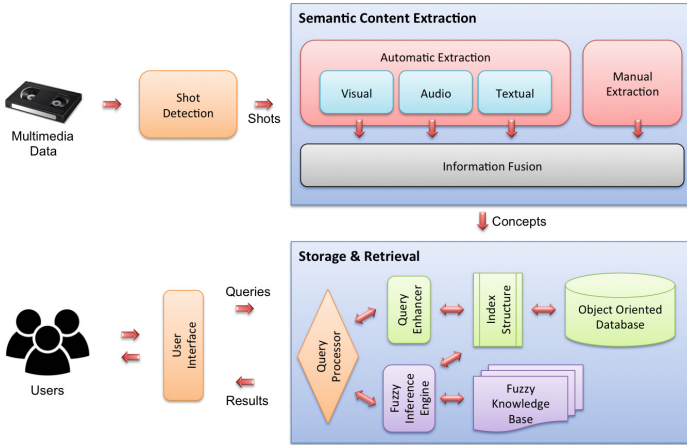 Semantic Content Extraction
Automatic Extraction
Visual
Audio
Textual
Manual
Extraction
Information Fusion
Multimedia
Data
Shot
Detection
Shots
Concepts
Storage & Retrieval
Users
User
Interface
Queries
Results
Query
Processor
Query
Enhancer
Index
Structure
Object Oriented
Database
Fuzzy
Inference
Engine
Fuzzy
Knowledge
Base